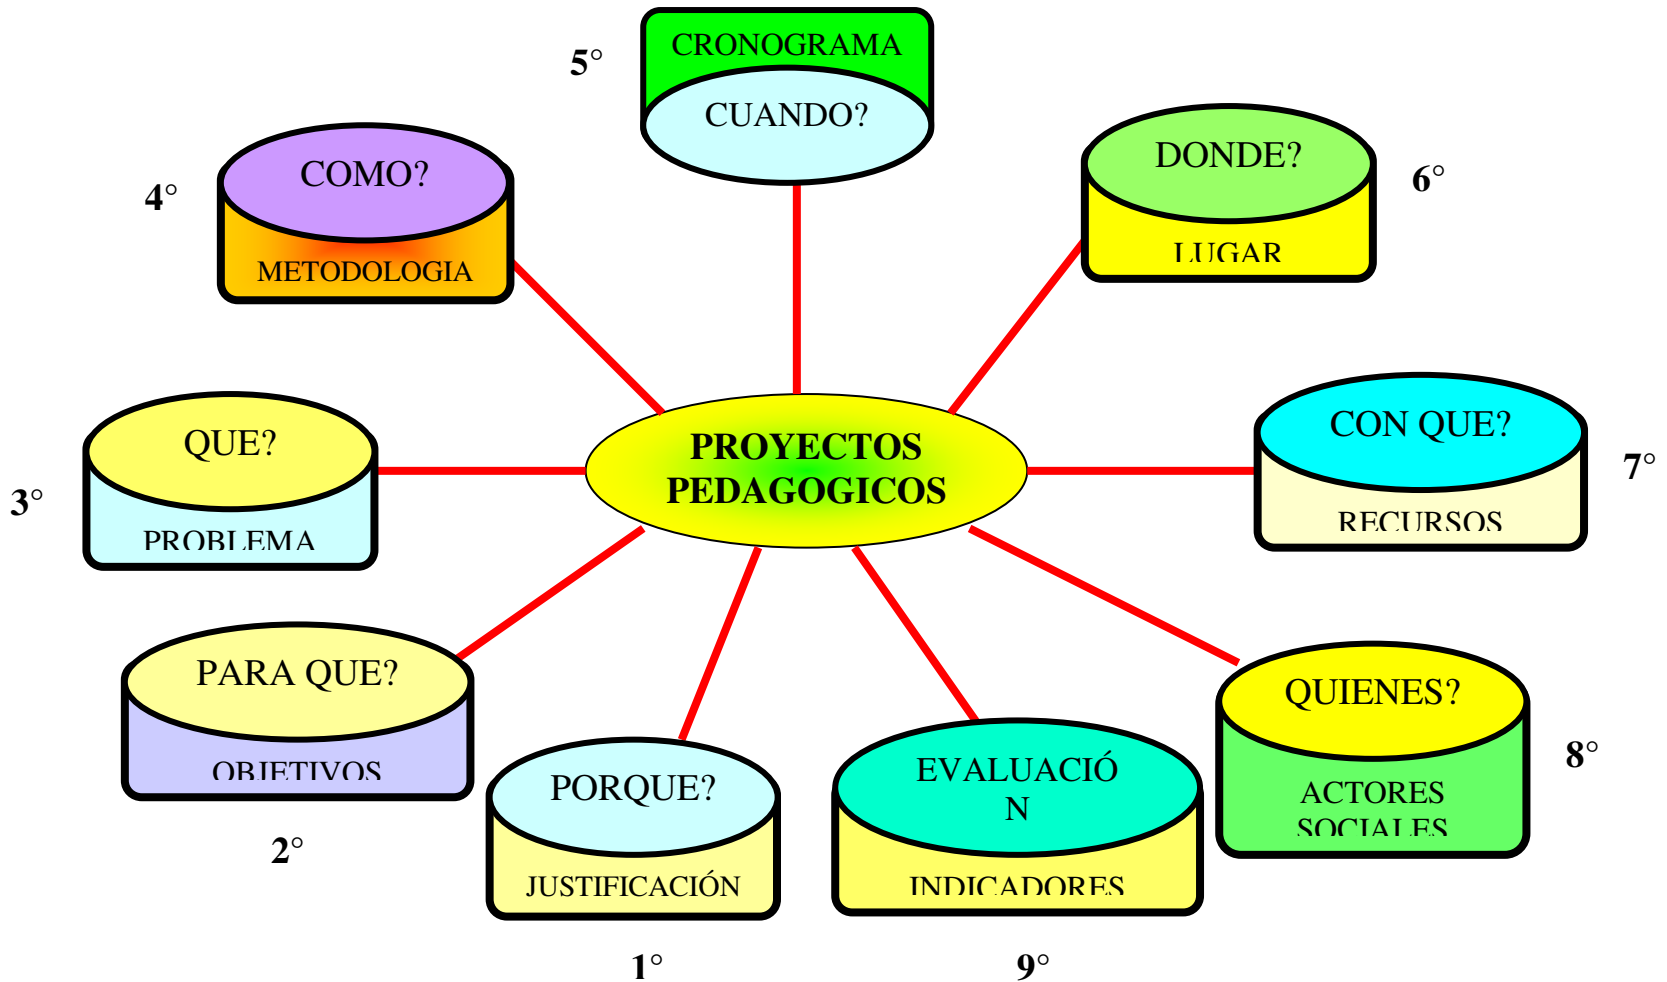 CRONOGRAMA
5°
CUANDO?
COMO?
4°
METODOLOGIA
DONDE?
6°
LUGAR
QUE?
3°
PROBLEMA
PROYECTOS
PEDAGOGICOS
CON QUE?
7°
RECURSOS
PARA QUE?
OBJETIVOS
2°
PORQUE?
JUSTIFICACIÓN
1°
EVALUACIÓ
N
INDICADORES
9°
QUIENES?
8°
ACTORES
SOCIALES